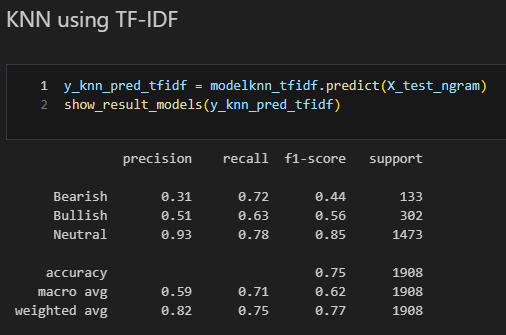 KNN using TF-IDF
1 y_knn_pred_tfidf = modelknn_tfidf.predict(X_test_ngram)
2 show_result_models(y_knn_pred_tfidf)
precision recall f1-score support
Bearish 0.31 0.72 0.44 133
Bullish 0.51 0.63 0.56 302
Neutral 0.93 0.78 0.85 1473
accuracy 0.75 1908
macro avg 0.59 0.71 0.62 1908
weighted avg 0.82 0.75 0.77 1908